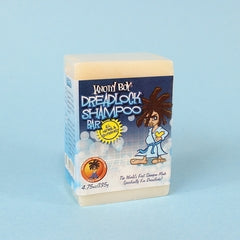 KNOTTY BOY
DREADLOCK
SHAMPOO
BAR
4.75oz/135g
The World's First Shampoo Made
Specifically For Dreadlocks!